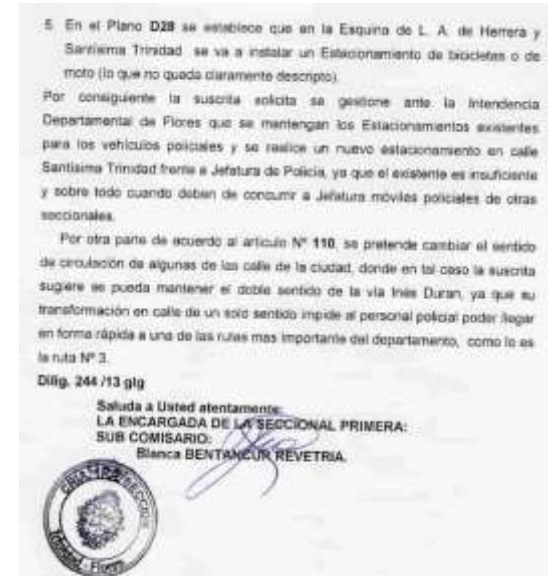 5. En el Plano D28 se establece que en la Esquina de L. A. de Herrera y
Santísima Trinidad se va a instalar un Estacionamiento de bicicletas o de
moto (lo que no queda claramente descripto).
Por consiguiente la suscrita solicita se gestione ante la Intendencia
Departamental de Flores que se mantengan los Estacionamientos existentes
para los vehículos policiales y se realice un nuevo estacionamiento en calle
Santísima Trinidad frente a Jefatura de Policía, ya que el existente es insuficiente
y sobre todo cuando deben de concurrir a Jefatura móviles policiales de otras
seccionales.
Por otra parte de acuerdo al artículo Nº 110, se pretende cambiar el sentido
de circulación de algunas de las calle de la ciudad, donde en tal caso la suscrita
sugiere se pueda mantener el doble sentido de la vía Inés Duran, ya que su
transformación en calle de un solo sentido impide al personal policial poder llegar
en forma rápida a una de las rutas mas importante del departamento, como lo es
la ruta Nº 3.
Dilig. 244 /13 glg
Saluda a Usted atentamente:
LA ENCARGADA DE LA SECCIONAL PRIMERA:
SUB COMISARIO:
Blanca BENTANCUR REVETRIA.
Trinidad - Flores